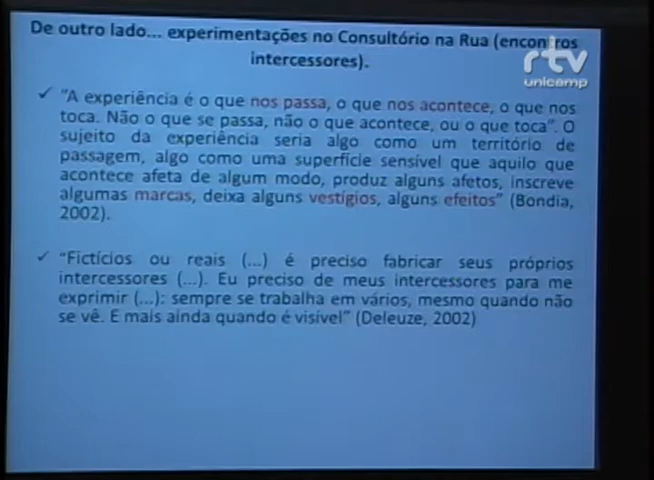 De outro lado... experimentações no Consultório na Rua (encontros
intercessores).
rtv
unicamp
✓ "A experiência é o que nos passa, o que nos acontece, o que nos
toca. Não o que se passa, não o que acontece, ou o que toca". O
sujeito da experiência seria algo como um território de
passagem, algo como uma superfície sensível que aquilo que
acontece afeta de algum modo, produz alguns afetos, inscreve
algumas marcas, deixa alguns vestígios, alguns efeitos" (Bondia,
2002).
✓ "Fictícios ou reais (...) é preciso fabricar seus próprios
intercessores (...). Eu preciso de meus intercessores para me
exprimir (...): sempre se trabalha em vários, mesmo quando não
se vê. E mais ainda quando é visível" (Deleuze, 2002)